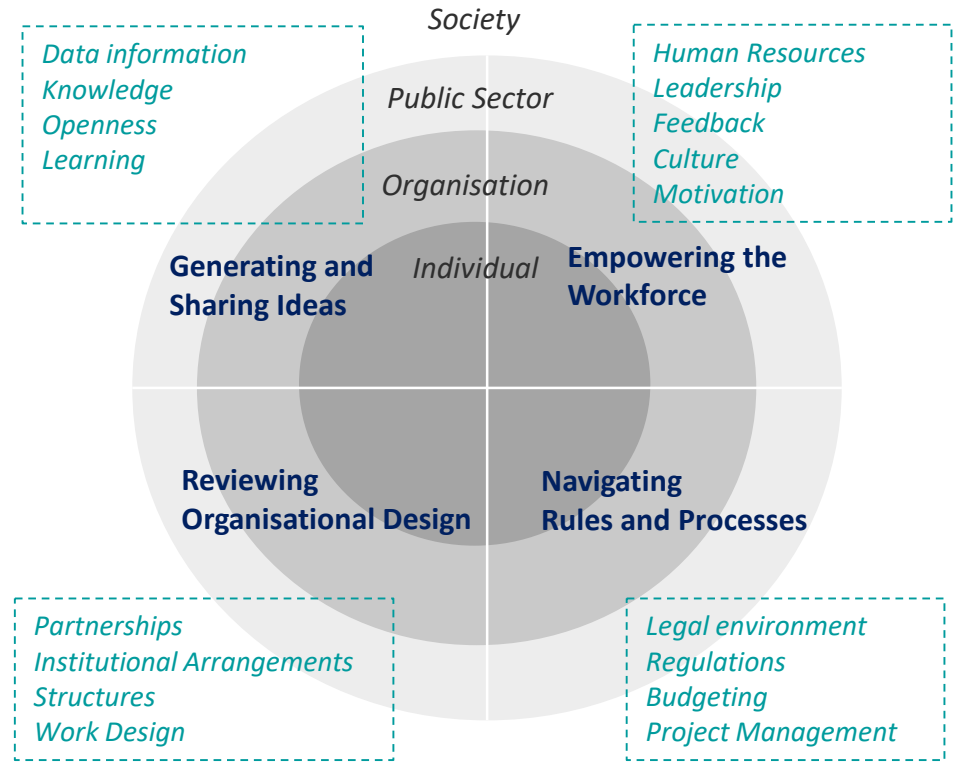 Society
Public Sector
Organisation
Individual
Data information
Knowledge
Openness
Learning
Human Resources
Leadership
Feedback
Culture
Motivation
Generating and
Sharing Ideas
Empowering the
Workforce
Reviewing
Organisational Design
Navigating
Rules and Processes
Partnerships
Institutional Arrangements
Structures
Work Design
Legal environment
Regulations
Budgeting
Project Management